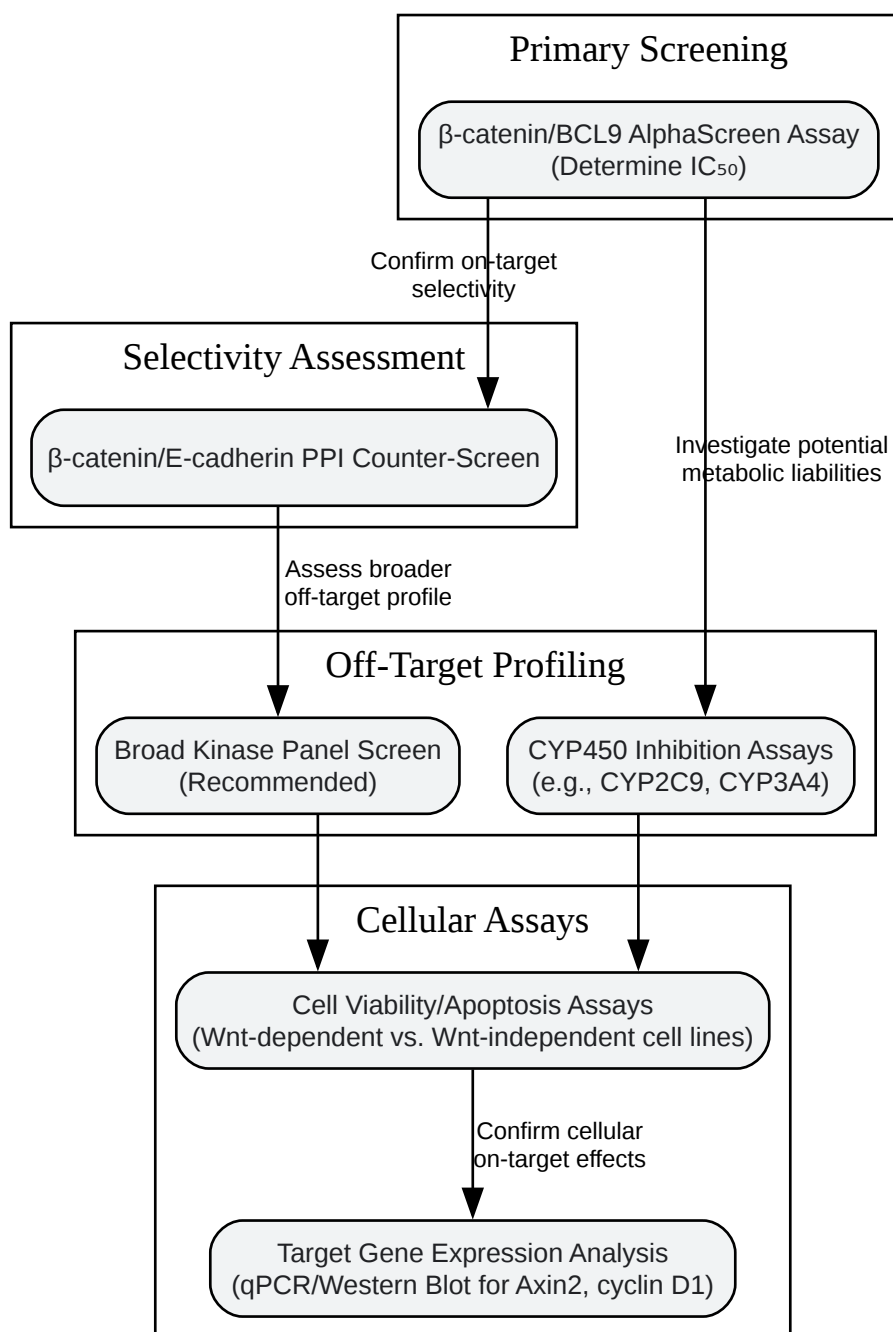 Primary Screening
β-catenin/BCL9 AlphaScreen Assay
(Determine IC₅₀)
Confirm on-target
selectivity
Selectivity Assessment
β-catenin/E-cadherin PPI Counter-Screen
Investigate potential
metabolic liabilities
Assess broader
off-target profile
Off-Target Profiling
Broad Kinase Panel Screen
(Recommended)
CYP450 Inhibition Assays
(e.g., CYP2C9, CYP3A4)
Cellular Assays
Cell Viability/Apoptosis Assays
(Wnt-dependent vs. Wnt-independent cell lines)
Confirm cellular
on-target effects
Target Gene Expression Analysis
(qPCR/Western Blot for Axin2, cyclin D1)